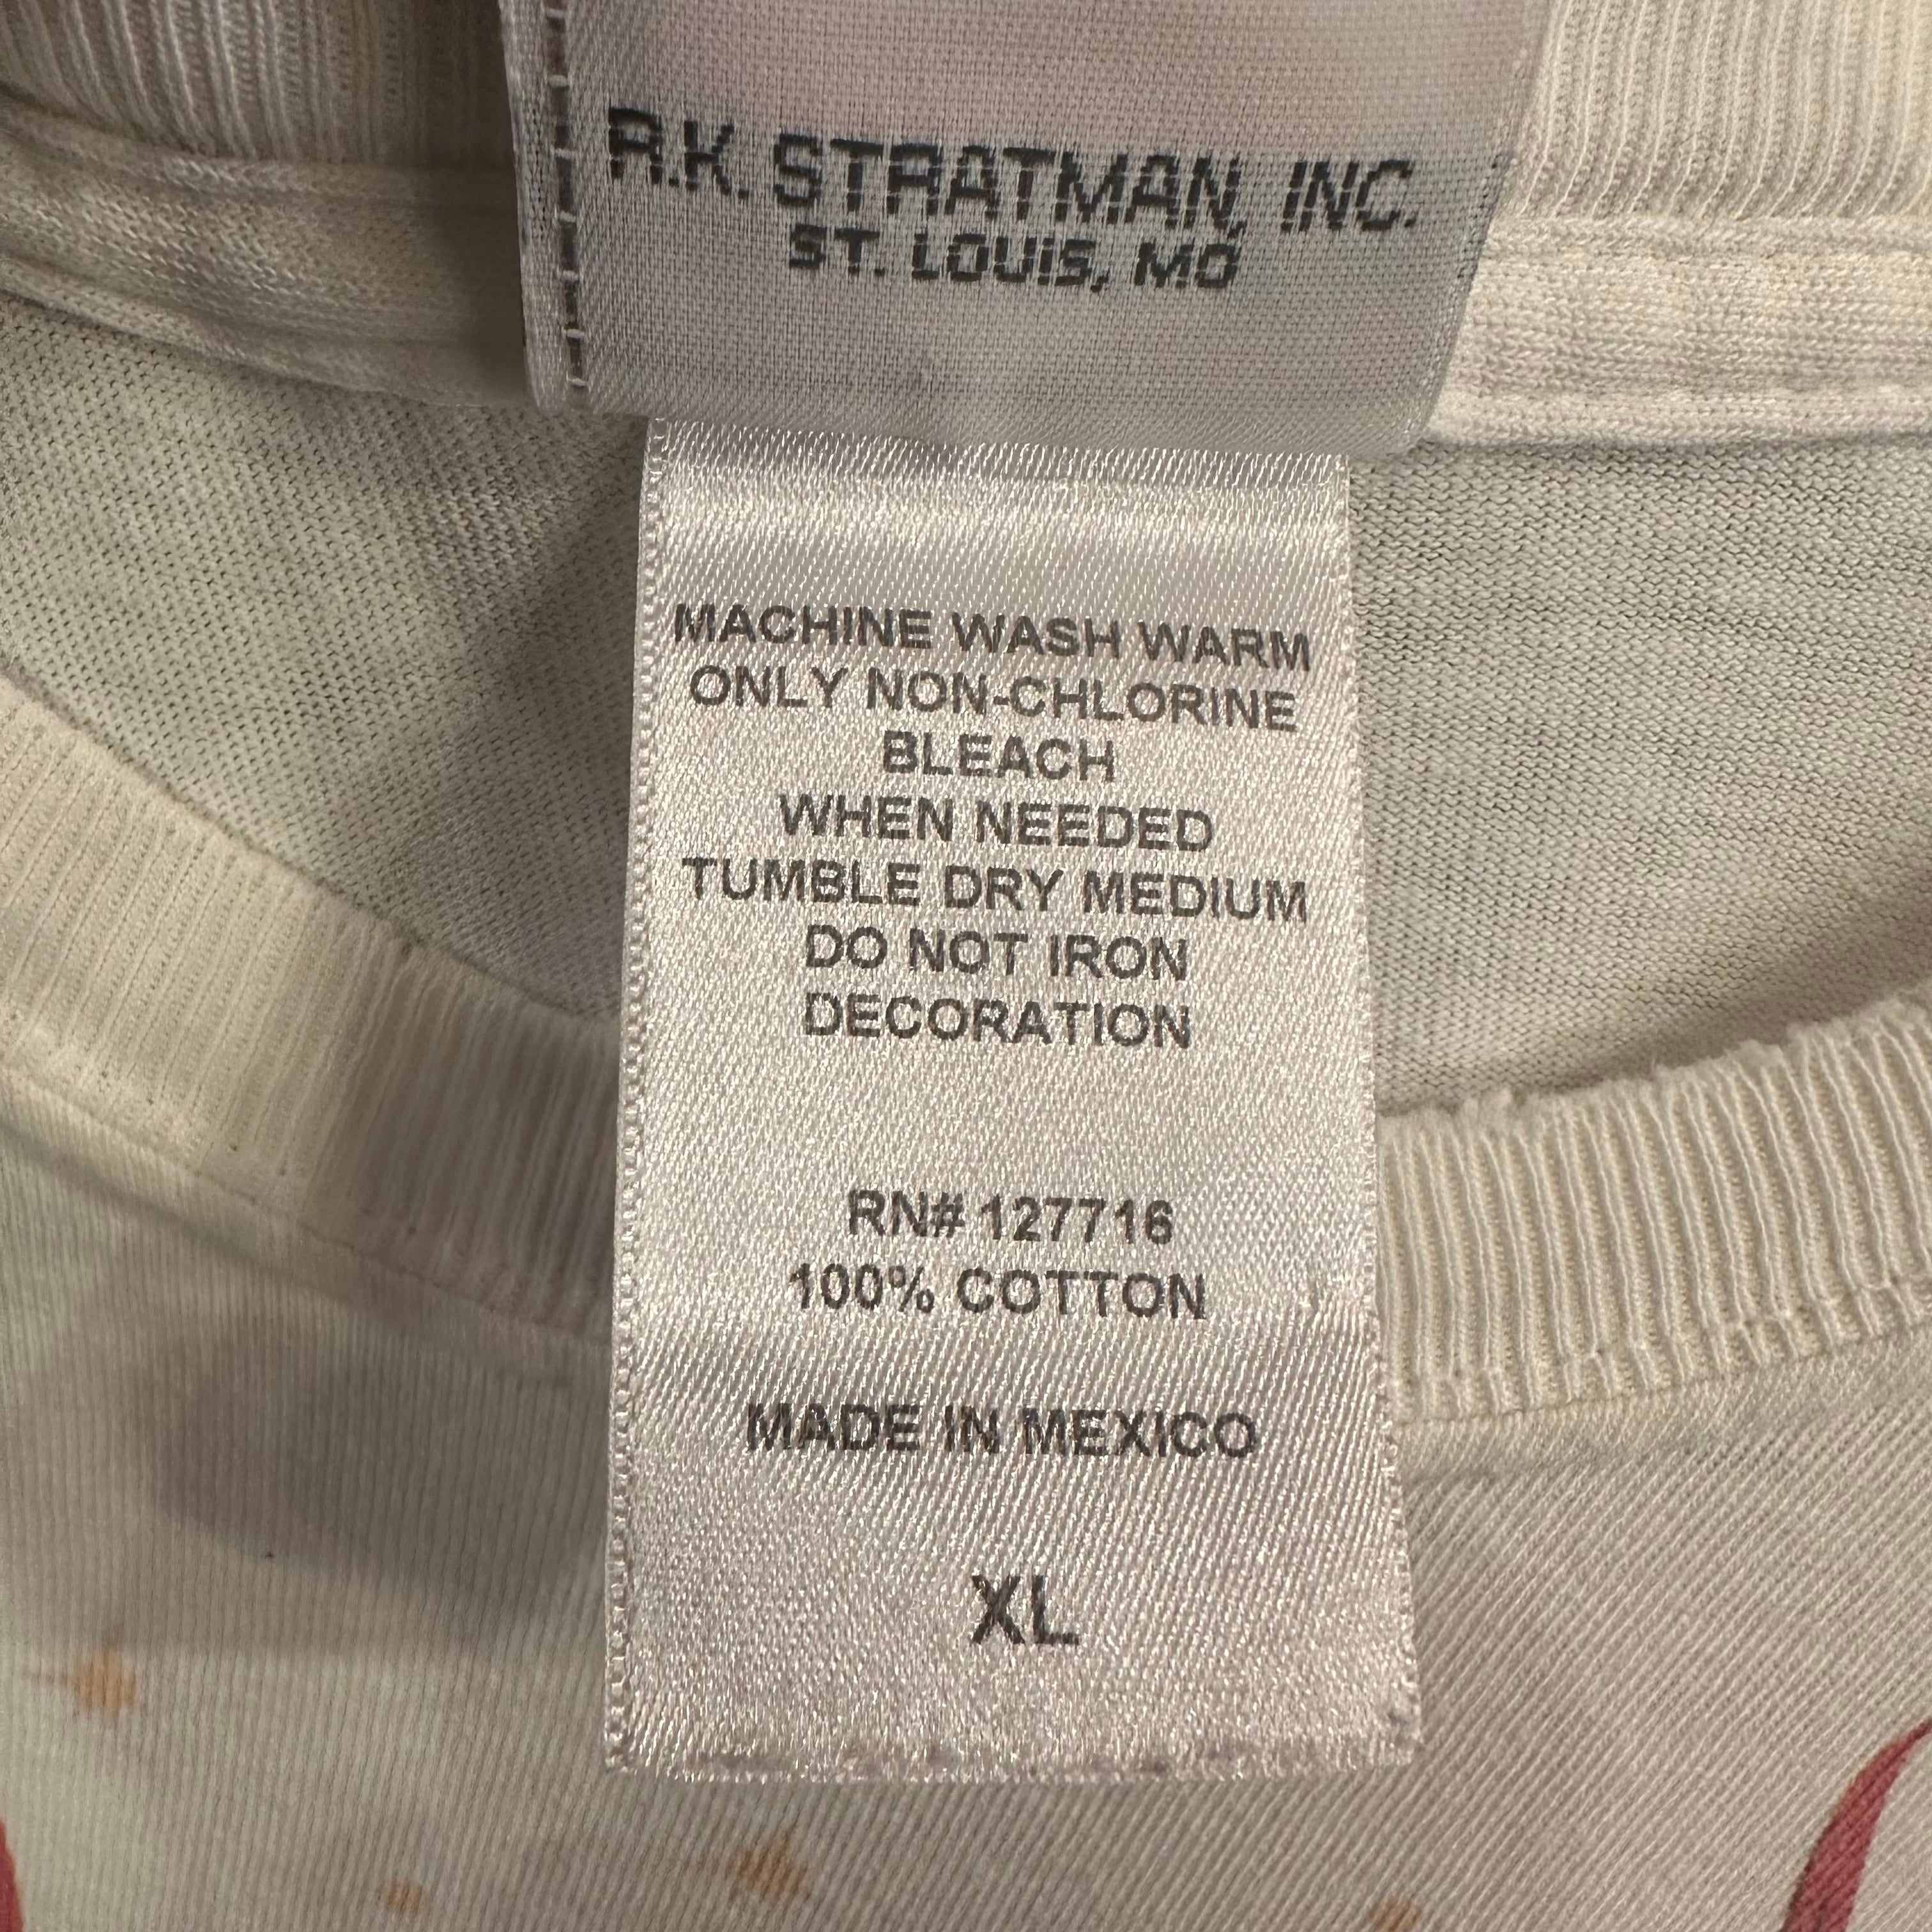 R.K. STRATMAN, INC.
ST. LOUIS, MO
MACHINE WASH WARM
ONLY NON-CHLORINE
BLEACH
WHEN NEEDED
TUMBLE DRY MEDIUM
DO NOT IRON
DECORATION
RN# 127716
100% COTTON
MADE IN MEXICO
XL